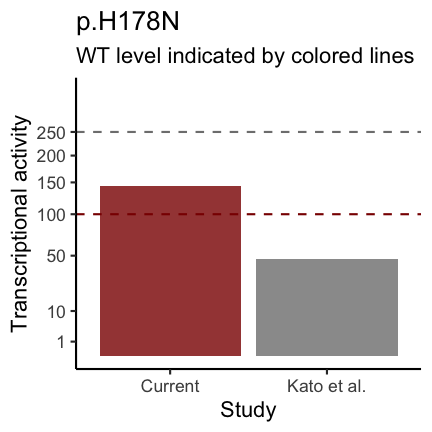 p.H178N
WT level indicated by colored lines
Transcriptional activity
250
200
150
100
50
10
1
Current
Kato et al.
Study